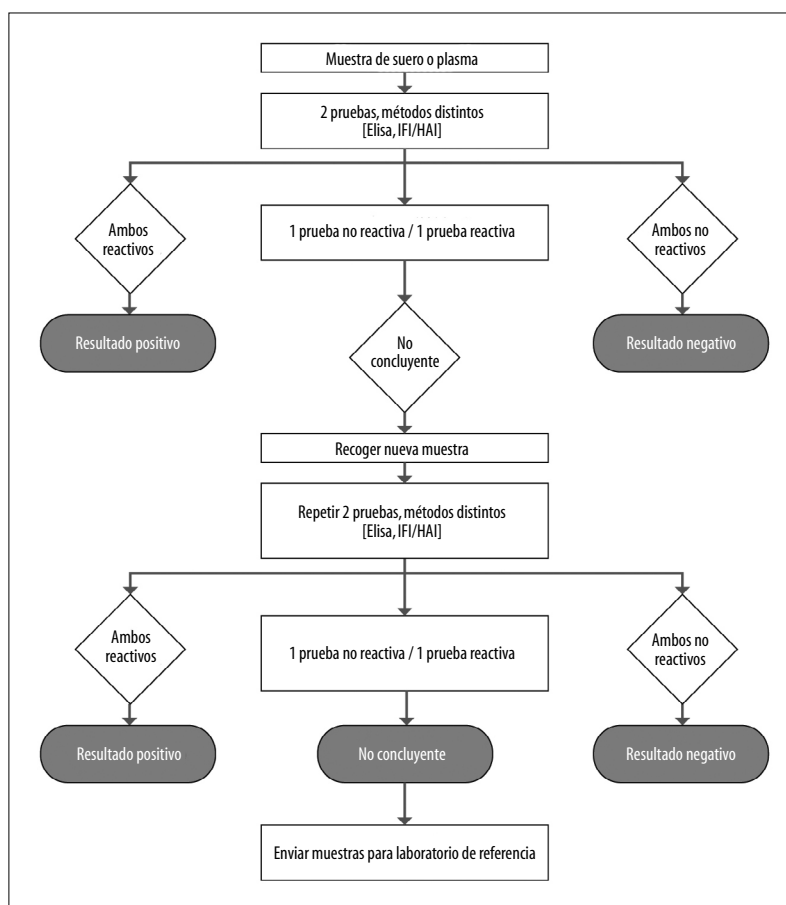 Muestra de suero o plasma
2 pruebas, métodos distintos
[Elisa, IFI/HAI]
Ambos
reactivos
1 prueba no reactiva / 1 prueba reactiva
Ambos no
reactivos
Resultado positivo
No
concluyente
Resultado negativo
Recoger nueva muestra
Repetir 2 pruebas, métodos distintos
[Elisa, IFI/HAI]
Ambos
reactivos
1 prueba no reactiva / 1 prueba reactiva
Ambos no
reactivos
Resultado positivo
No concluyente
Resultado negativo
Enviar muestras para laboratorio de referencia